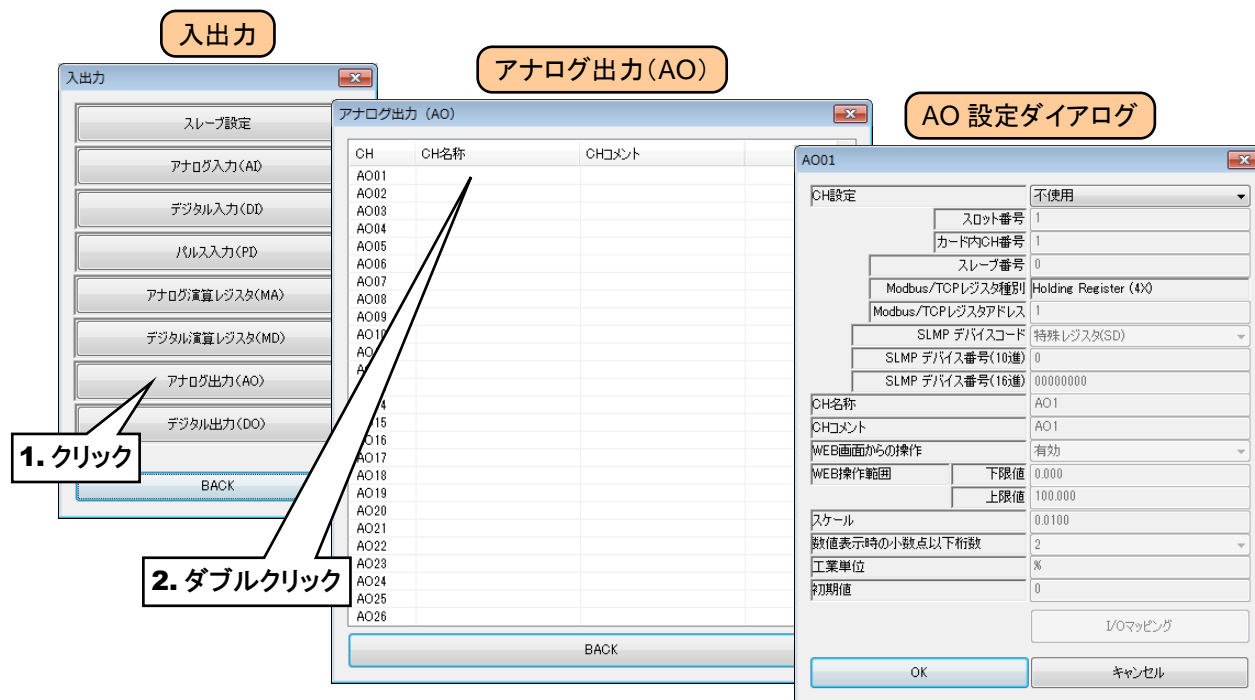 入出力
入出力
スレーブ設定
アナログ入力(AI)
デジタル入力(DI)
パルス入力(PI)
アナログ演算レジスタ(MA)
デジタル演算レジスタ(MD)
アナログ出力(AO)
デジタル出力(DO)
BACK
1. クリック
アナログ出力(AO)
アナログ出力 (AO)
CH CH名称 CHコメント
AO01
AO02
AO03
AO04
AO05
AO06
AO07
AO08
AO09
AO10
AO
4
15
AO16
AO17
AO18
AO19
AO20
AO21
AO22
AO23
AO24
AO25
AO26
BACK
2. ダブルクリック
AO 設定ダイアログ
AO01
CH設定 不使用
スロット番号 1
カード内CH番号 1
スレーブ番号 0
Modbus/TCPレジスタ種別 Holding Register (4X)
Modbus/TCPレジスタアドレス 1
SLMP デバイスコード 特殊レジスタ(SD)
SLMP デバイス番号(10進) 0
SLMP デバイス番号(16進) 00000000
CH名称 AO1
CHコメント AO1
WEB画面からの操作 有効
WEB操作範囲 下限値 0.000
上限値 100.000
スケール 0.0100
数値表示時の小数点以下桁数 2
工業単位 %
初期値 0
I/Oマッピング
OK キャンセル